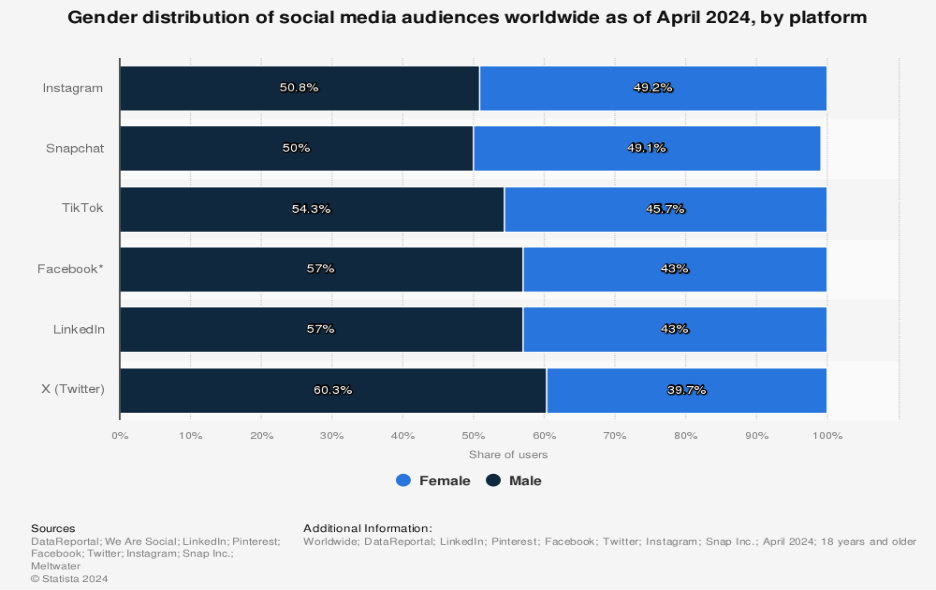 Gender distribution of social media audiences worldwide as of April 2024, by platform
Instagram 50.8% 49.2%
Snapchat 50% 49.1%
TikTok 54.3% 45.7%
Facebook* 57% 43%
LinkedIn 57% 43%
X (Twitter) 60.3% 39.7%
0% 10% 20% 30% 40% 50% 60% 70% 80% 90% 100%
Share of users
Female Male
Sources
DataReportal; We Are Social; LinkedIn; Pinterest;
Facebook; Twitter; Instagram; Snap Inc.;
Meltwater
© Statista 2024
Additional Information:
Worldwide; DataReportal; LinkedIn; Pinterest; Facebook; Twitter; Instagram; Snap Inc.; April 2024; 18 years and older